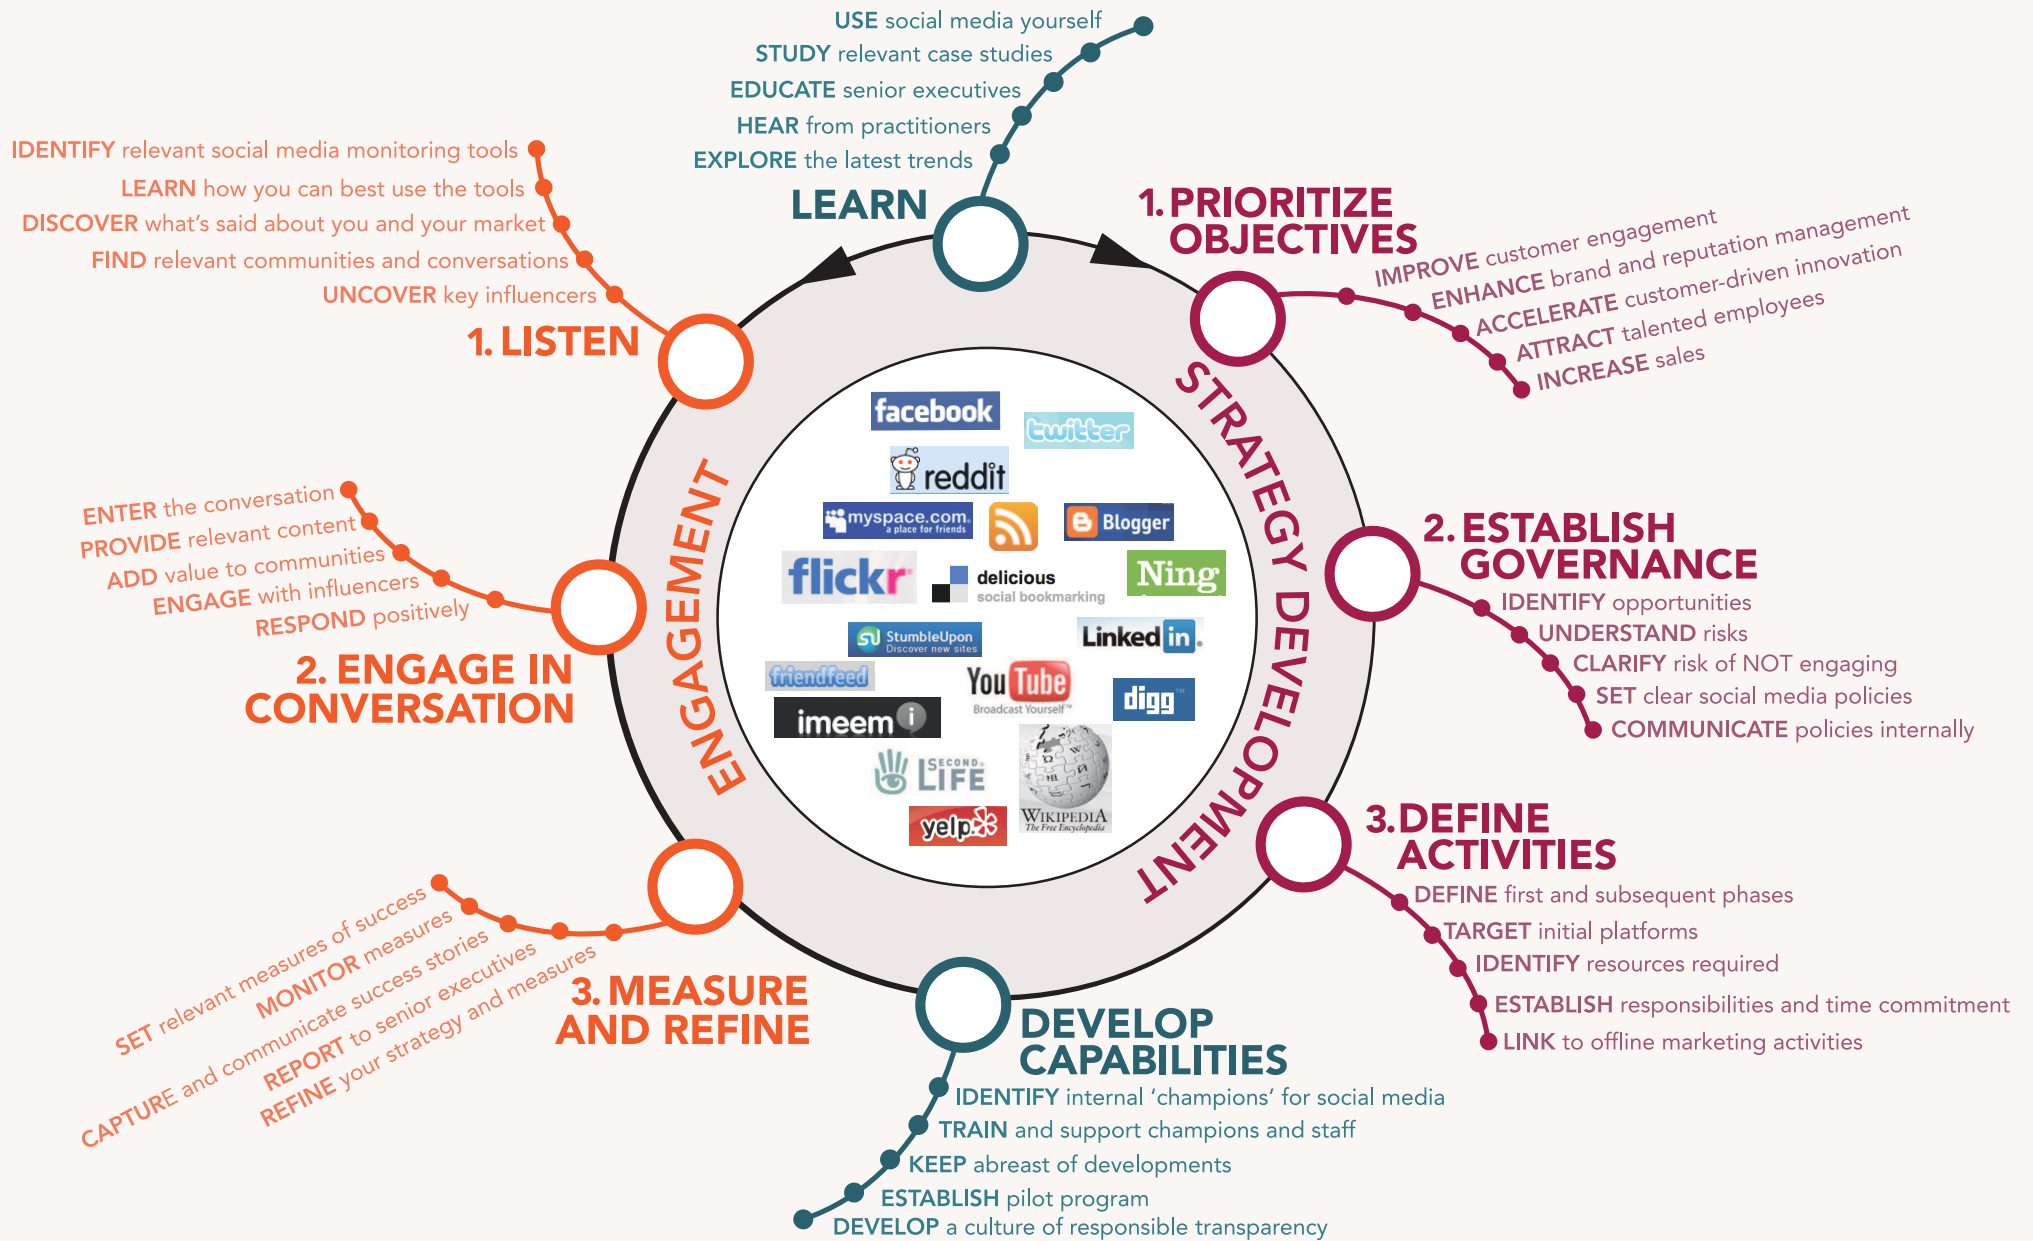 USE social media yourself
STUDY relevant case studies
EDUCATE senior executives
HEAR from practitioners
EXPLORE the latest trends
LEARN
IDENTIFY relevant social media monitoring tools
LEARN how you can best use the tools
DISCOVER what's said about you and your market
FIND relevant communities and conversations
UNCOVER key influencers
1. LISTEN
ENTER the conversation
PROVIDE relevant content
ADD value to communities
ENGAGE with influencers
RESPOND positively
2. ENGAGE IN
CONVERSATION
SET relevant measures of success
MONITOR measures
CAPTURE and communicate success stories
REPORT to senior executives
REFINE your strategy and measures
3. MEASURE
AND REFINE
ENGAGEMENT
1. PRIORITIZE
OBJECTIVES
IMPROVE customer engagement
ENHANCE brand and reputation management
ACCELERATE customer-driven innovation
ATTRACT talented employees
INCREASE sales
2. ESTABLISH
GOVERNANCE
IDENTIFY opportunities
UNDERSTAND risks
CLARIFY risk of NOT engaging
SET clear social media policies
COMMUNICATE policies internally
3. DEFINE
ACTIVITIES
DEFINE first and subsequent phases
TARGET initial platforms
IDENTIFY resources required
ESTABLISH responsibilities and time commitment
LINK to offline marketing activities
STRATEGY DEVELOPMENT
DEVELOP
CAPABILITIES
IDENTIFY internal 'champions' for social media
TRAIN and support champions and staff
KEEP abreast of developments
ESTABLISH pilot program
DEVELOP a culture of responsible transparency
facebook
twitter
reddit
myspace.com®
a place for friends
Blogger
flickr
delicious
social bookmarking
Ning
StumbleUpon
Discover new sites
Linked in®
friendfeed
You Tube
Broadcast Yourself™
digg™
imeem i
SECOND
LIFE
WIKIPEDIA
The Free Encyclopedia
yelp